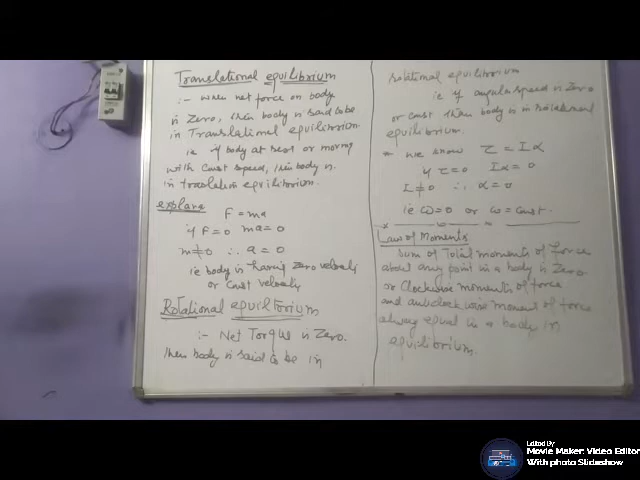 Translational equilibrium
:- when net force on body
is Zero, then body is said to be
in Translational equilibrium.
ie if body at rest or moving
with const speed, then body is
in translation equilibrium.
explana
F = ma
if F = 0 ma = 0
m ≠ 0 ∴ a = 0
ie body is having zero velocity
or const velocity
Rotational equilibrium
:- Net Torque is Zero.
then body is said to be in
rotational equilibrium
ie if angular speed is Zero
or const then body is in rotational
equilibrium.
we know τ = Iα
if τ = 0 Iα = 0
I ≠ 0 ∴ α = 0
ie ω = 0 or ω = const.
Law of Moments
Sum of Total moments of force
about any point in a body is Zero
or Clockwise moments of force
and anticlockwise moment of force
always equal in a body in
equilibrium.
Edited By
Movie Maker: Video Editor
With photo Slideshow